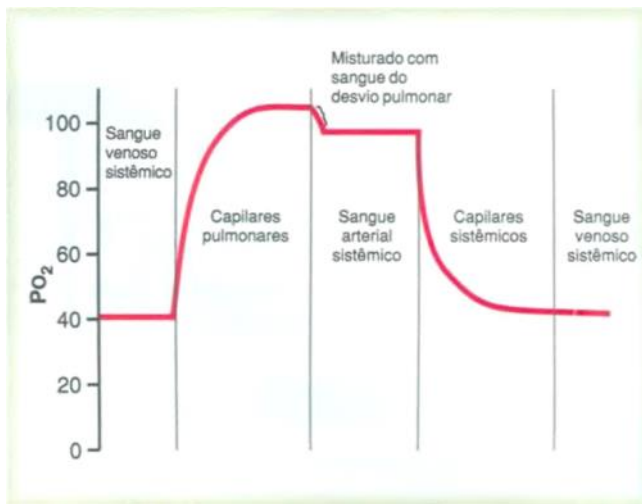 Misturado com
sangue do
desvio pulmonar
Sangue
venoso
sistêmico
Capilares
pulmonares
Sangue
arterial
sistêmico
Capilares
sistêmicos
Sangue
venoso
sistêmico
PO2
100
80
60
40
20
0